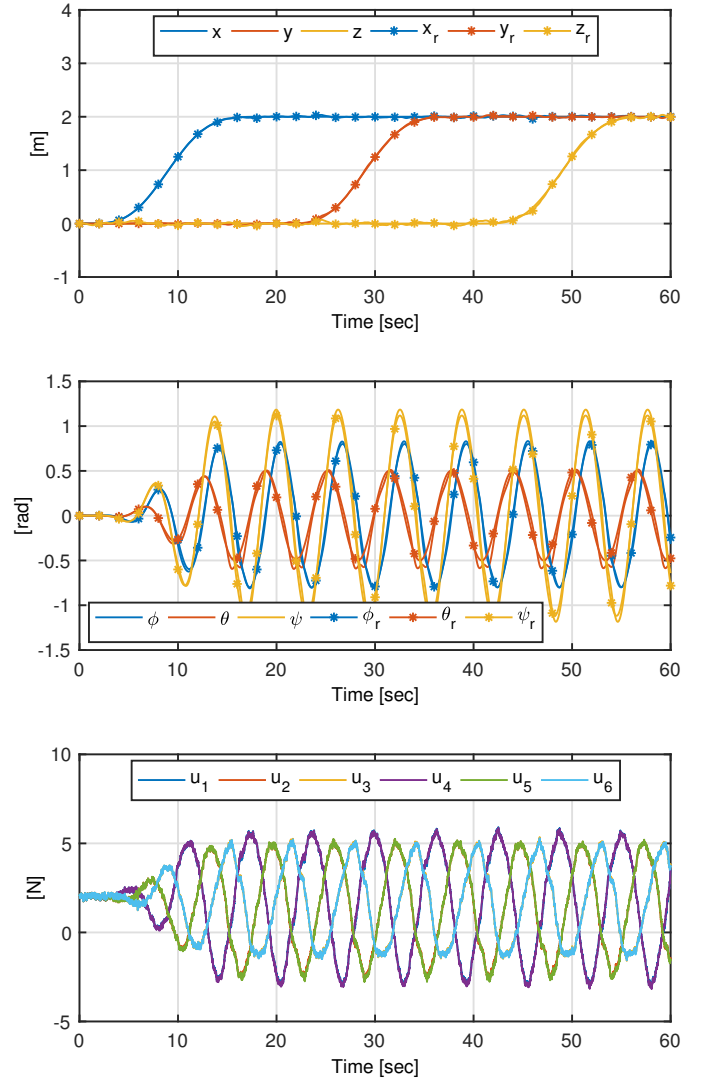 4
x y z x_r y_r z_r
3
2
[m]
1
0
-1
0 10 20 30 40 50 60
Time [sec]
1.5
1
0.5
[rad]
0
-0.5
-1
ϕ θ ψ ϕ_r θ_r ψ_r
-1.5
0 10 20 30 40 50 60
Time [sec]
10
u_1 u_2 u_3 u_4 u_5 u_6
5
[N]
0
-5
0 10 20 30 40 50 60
Time [sec]